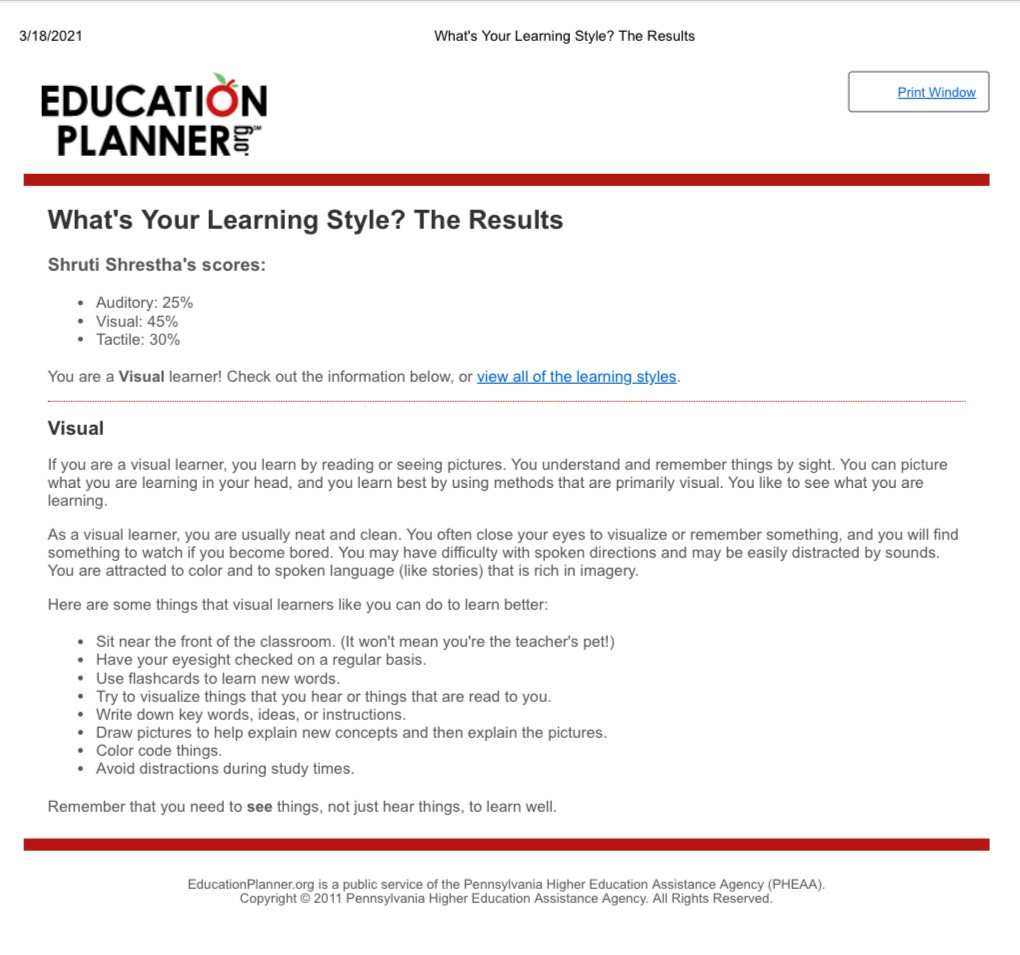 3/18/2021 What's Your Learning Style? The Results
EDUCATION
PLANNER.org℠
Print Window
What's Your Learning Style? The Results
Shruti Shrestha's scores:
• Auditory: 25%
• Visual: 45%
• Tactile: 30%
You are a Visual learner! Check out the information below, or view all of the learning styles.
Visual
If you are a visual learner, you learn by reading or seeing pictures. You understand and remember things by sight. You can picture
what you are learning in your head, and you learn best by using methods that are primarily visual. You like to see what you are
learning.
As a visual learner, you are usually neat and clean. You often close your eyes to visualize or remember something, and you will find
something to watch if you become bored. You may have difficulty with spoken directions and may be easily distracted by sounds.
You are attracted to color and to spoken language (like stories) that is rich in imagery.
Here are some things that visual learners like you can do to learn better:
• Sit near the front of the classroom. (It won't mean you're the teacher's pet!)
• Have your eyesight checked on a regular basis.
• Use flashcards to learn new words.
• Try to visualize things that you hear or things that are read to you.
• Write down key words, ideas, or instructions.
• Draw pictures to help explain new concepts and then explain the pictures.
• Color code things.
• Avoid distractions during study times.
Remember that you need to see things, not just hear things, to learn well.
EducationPlanner.org is a public service of the Pennsylvania Higher Education Assistance Agency (PHEAA).
Copyright © 2011 Pennsylvania Higher Education Assistance Agency. All Rights Reserved.